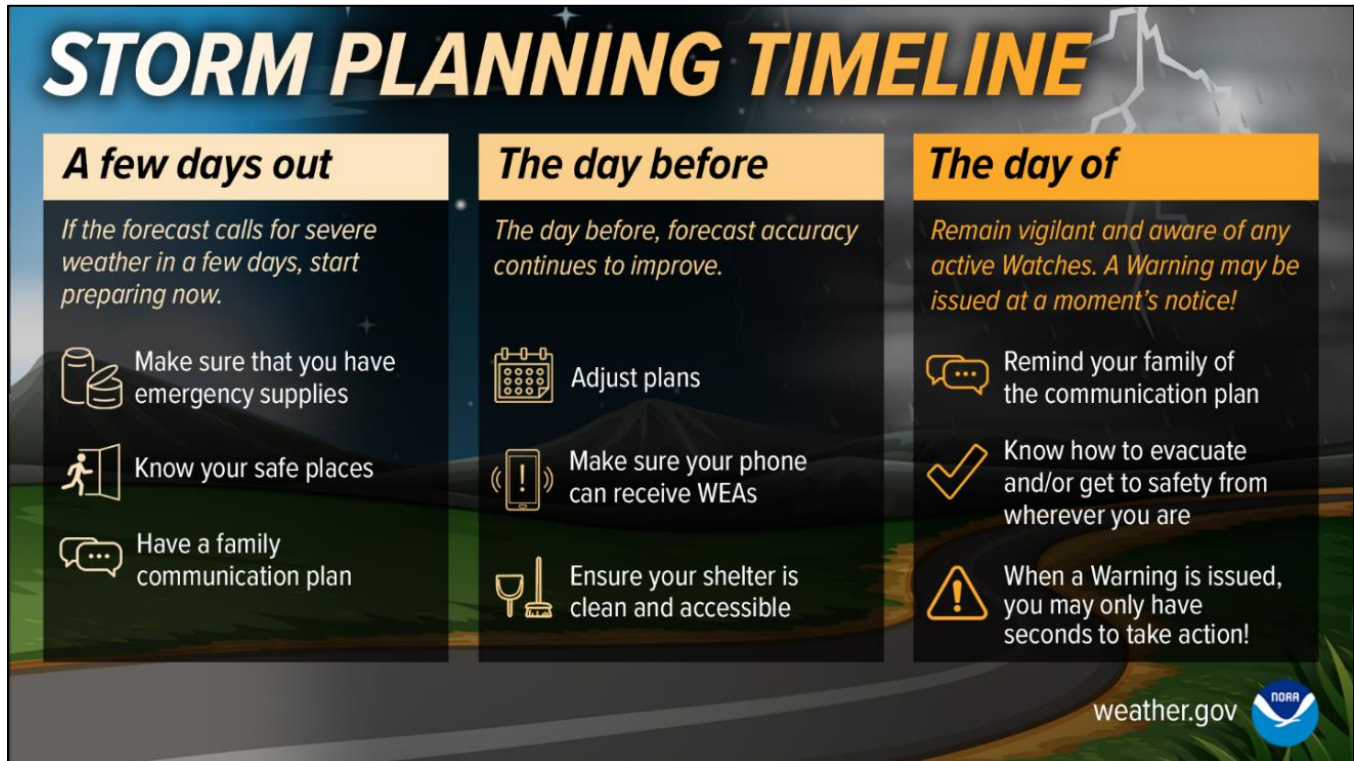 STORM PLANNING TIMELINE
A few days out
If the forecast calls for severe
weather in a few days, start
preparing now.
Make sure that you have
emergency supplies
Know your safe places
Have a family
communication plan
The day before
The day before, forecast accuracy
continues to improve.
Adjust plans
Make sure your phone
can receive WEAs
Ensure your shelter is
clean and accessible
The day of
Remain vigilant and aware of any
active Watches. A Warning may be
issued at a moment’s notice!
Remind your family of
the communication plan
Know how to evacuate
and/or get to safety from
wherever you are
When a Warning is issued,
you may only have
seconds to take action!
weather.gov
NOAA